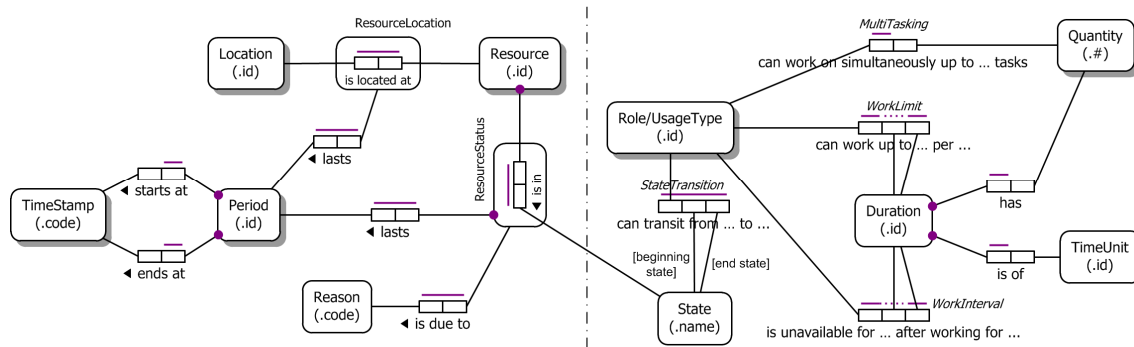 ResourceLocation
Location
(.id)
is located at
Resource
(.id)
◄ lasts
ResourceStatus
◄ is in
TimeStamp
(.code)
◄ starts at
◄ ends at
Period
(.id)
◄ lasts
Reason
(.code)
◄ is due to
MultiTasking
can work on simultaneously up to ... tasks
Quantity
(.#)
Role/UsageType
(.id)
WorkLimit
can work up to ... per ...
StateTransition
can transit from ... to ...
[beginning
state]
[end state]
State
(.name)
Duration
(.id)
has
is of
TimeUnit
(.id)
WorkInterval
is unavailable for ... after working for ...